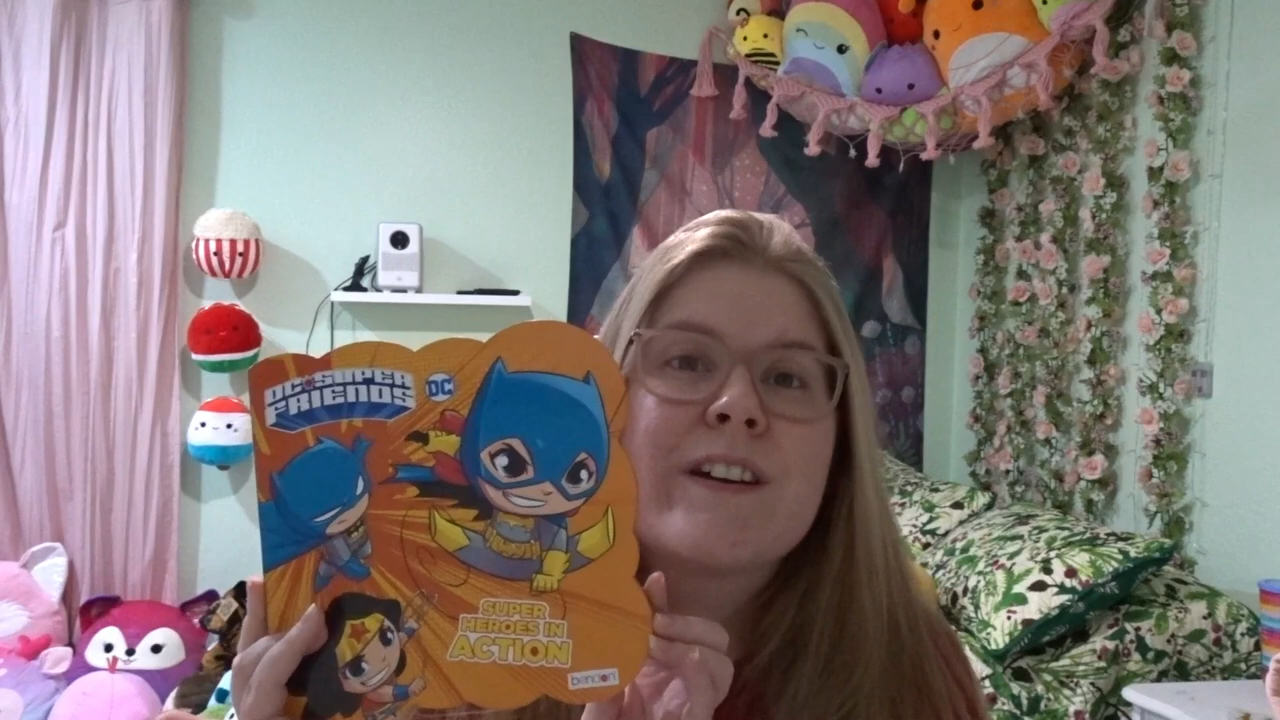 DC SUPER
FRIENDS
DC
SUPER
HEROES IN
ACTION
bendon